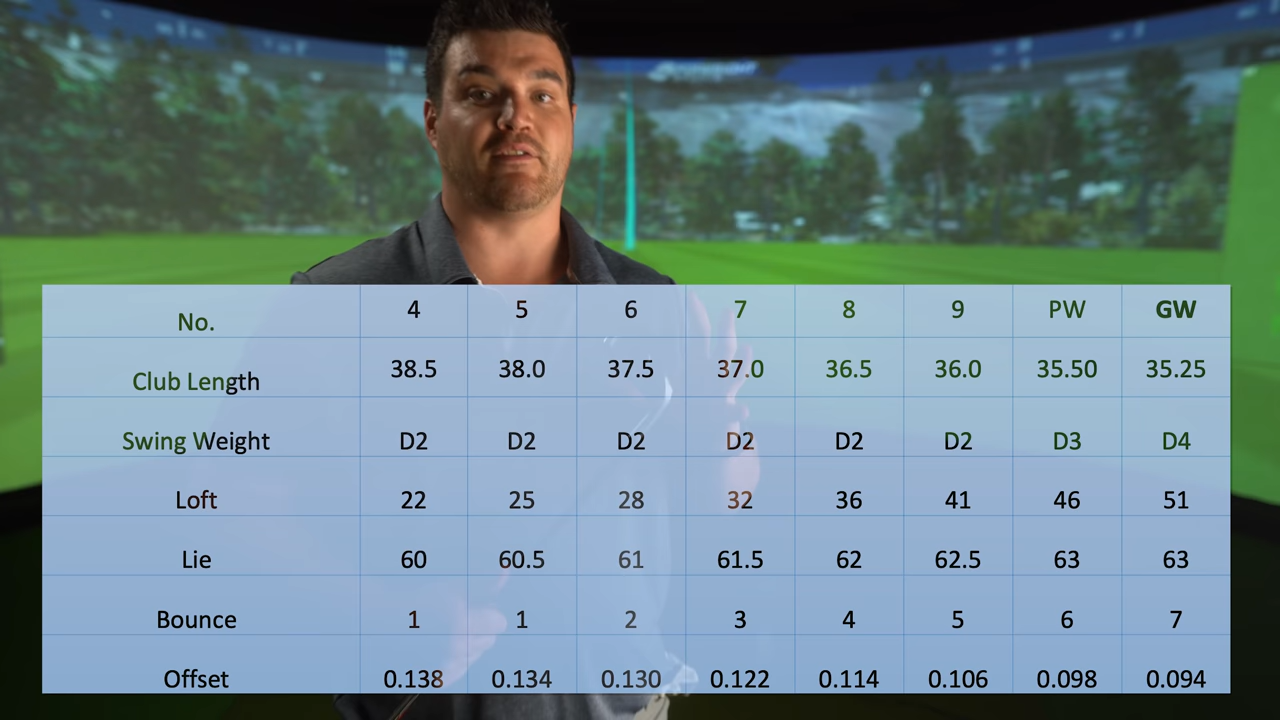 No. 4 5 6 7 8 9 PW GW
Club Length 38.5 38.0 37.5 37.0 36.5 36.0 35.50 35.25
Swing Weight D2 D2 D2 D2 D2 D2 D3 D4
Loft 22 25 28 32 36 41 46 51
Lie 60 60.5 61 61.5 62 62.5 63 63
Bounce 1 1 2 3 4 5 6 7
Offset 0.138 0.134 0.130 0.122 0.114 0.106 0.098 0.094